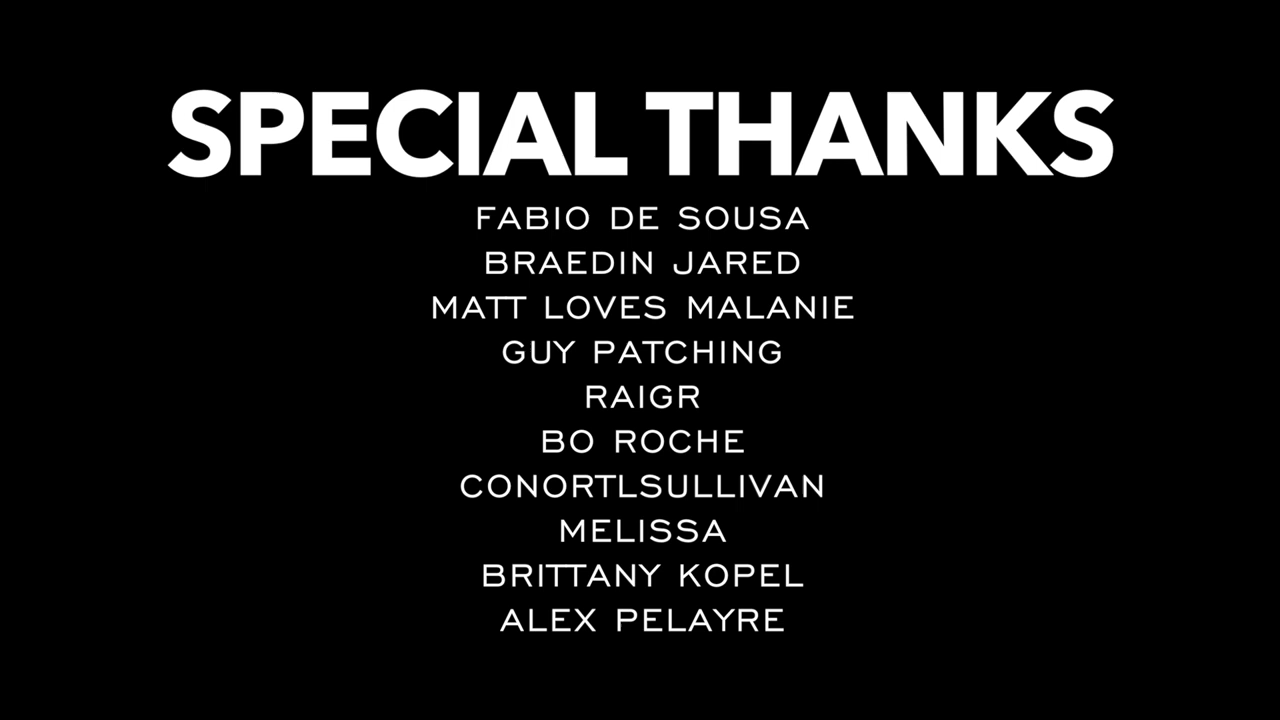 SPECIAL THANKS
FABIO DE SOUSA
BRAEDIN JARED
MATT LOVES MALANIE
GUY PATCHING
RAIGR
BO ROCHE
CONORTLSULLIVAN
MELISSA
BRITTANY KOPEL
ALEX PELAYRE